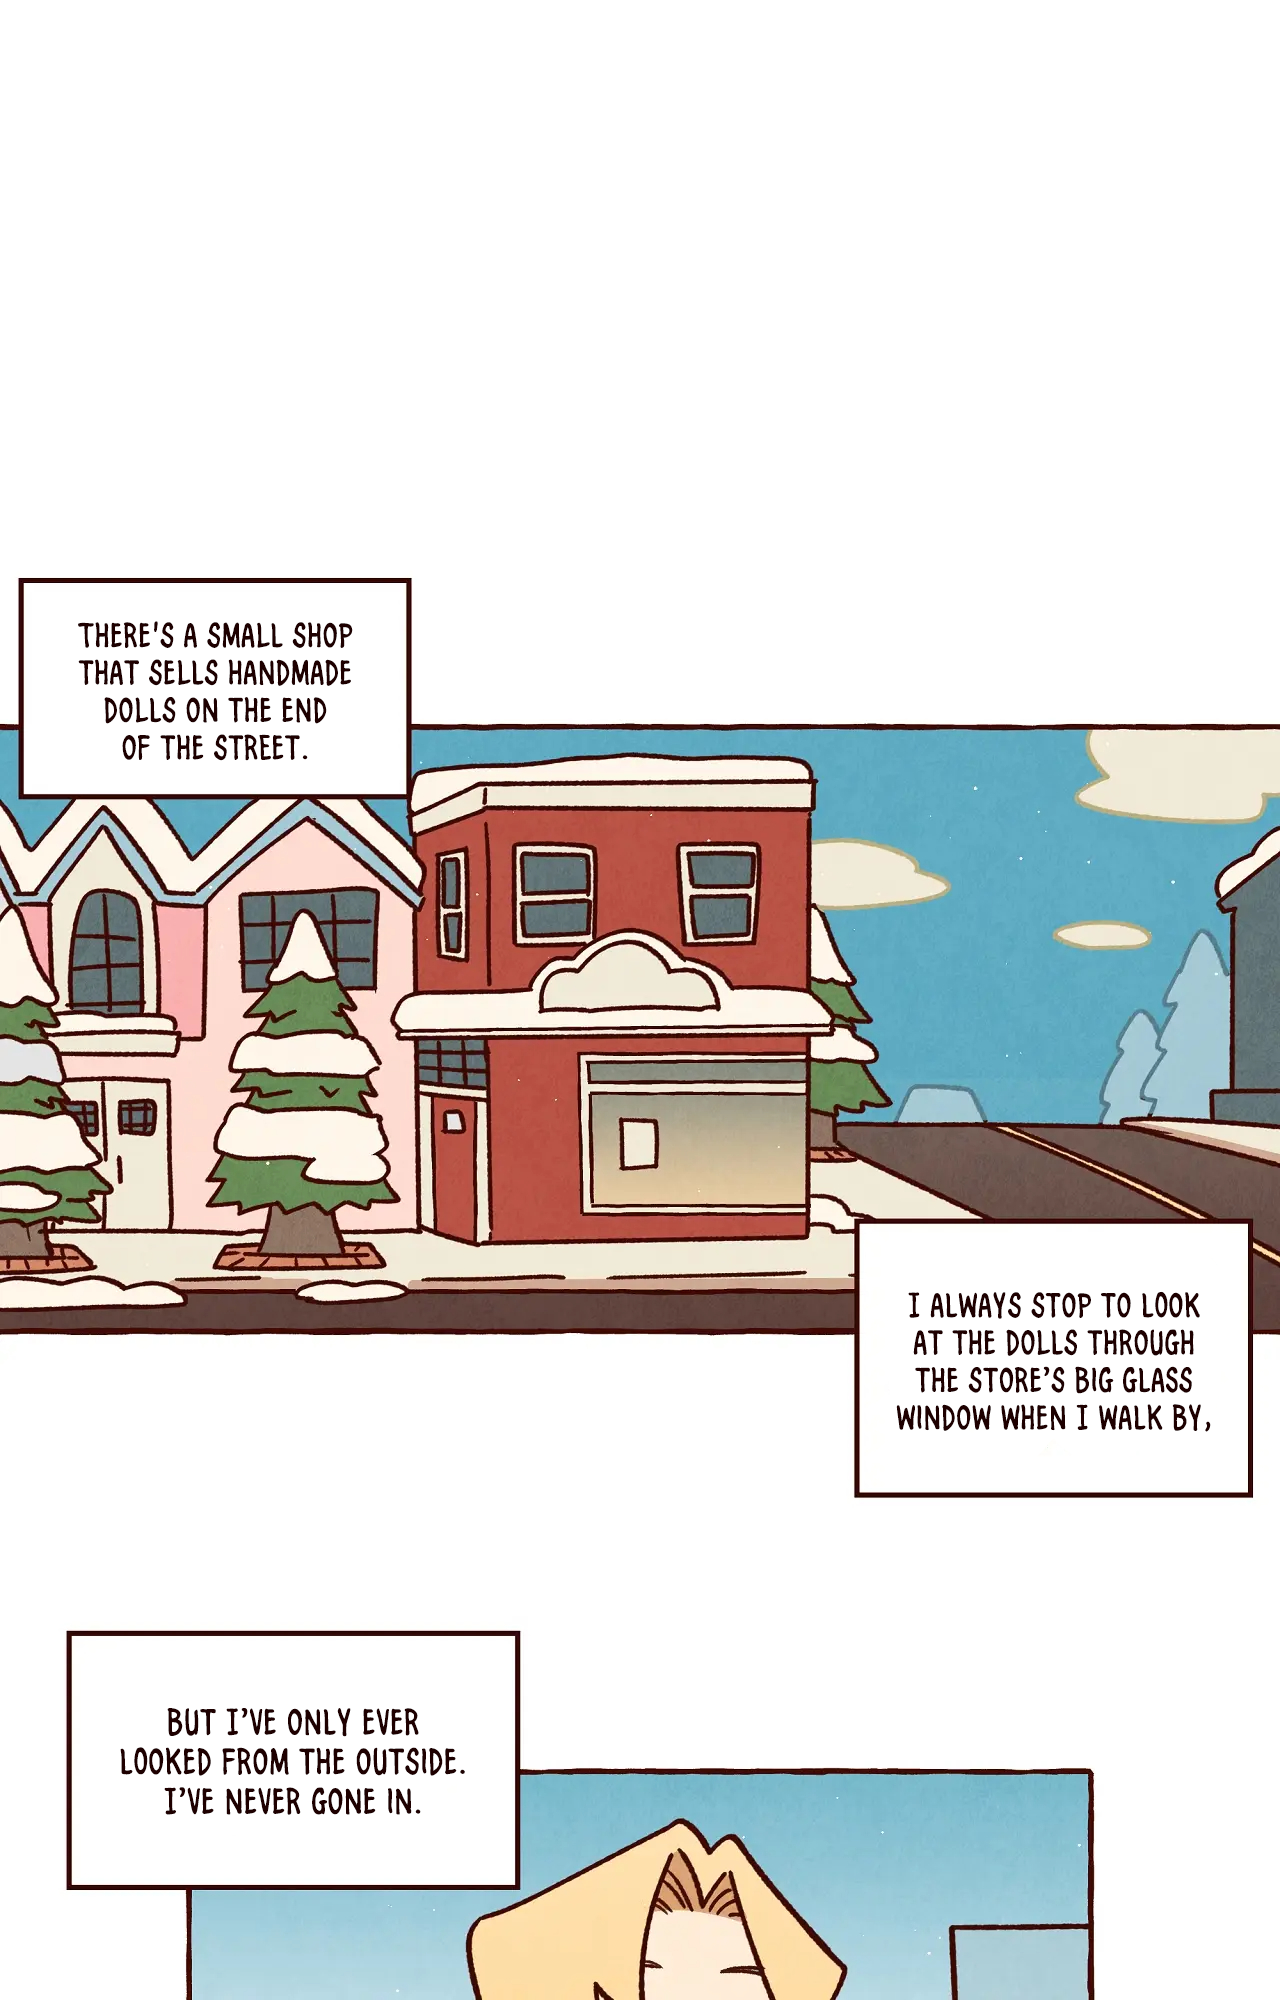 THERE'S A SMALL SHOP
THAT SELLS HANDMADE
DOLLS ON THE END
OF THE STREET.
I ALWAYS STOP TO LOOK
AT THE DOLLS THROUGH
THE STORE'S BIG GLASS
WINDOW WHEN I WALK BY,
BUT I'VE ONLY EVER
LOOKED FROM THE OUTSIDE.
I'VE NEVER GONE IN.